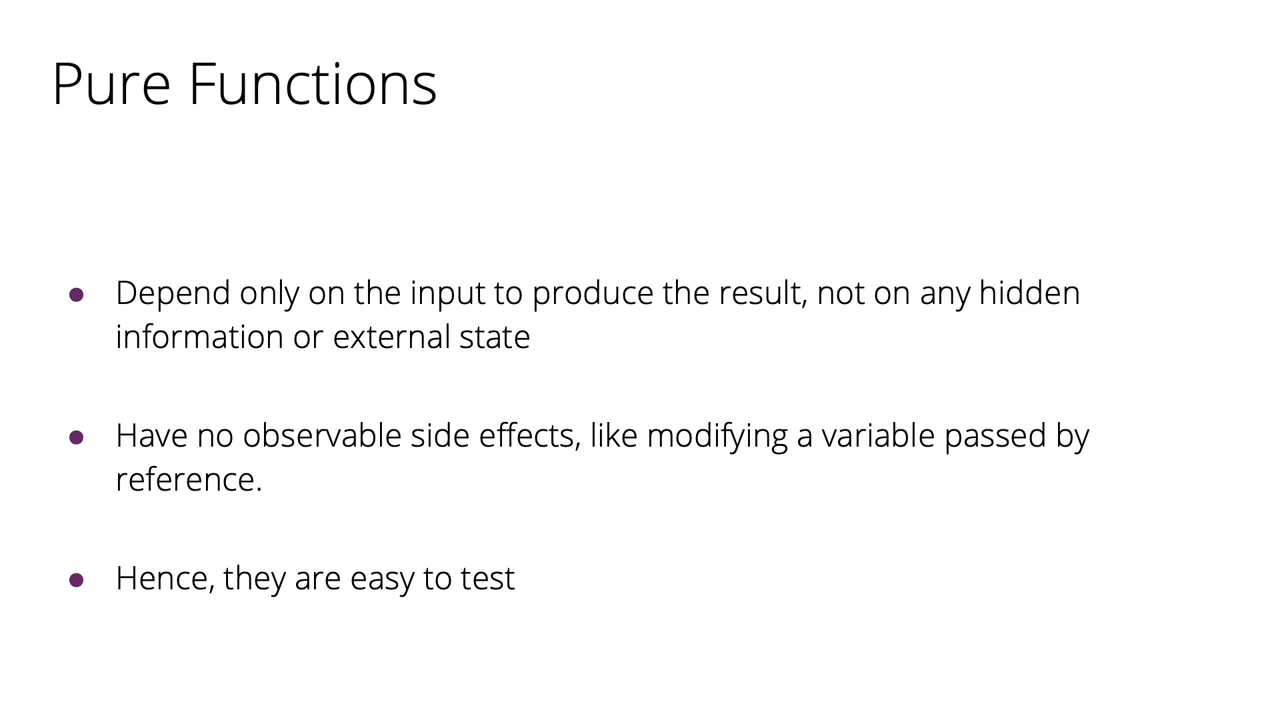 Pure Functions
● Depend only on the input to produce the result, not on any hidden
information or external state
● Have no observable side effects, like modifying a variable passed by
reference.
● Hence, they are easy to test